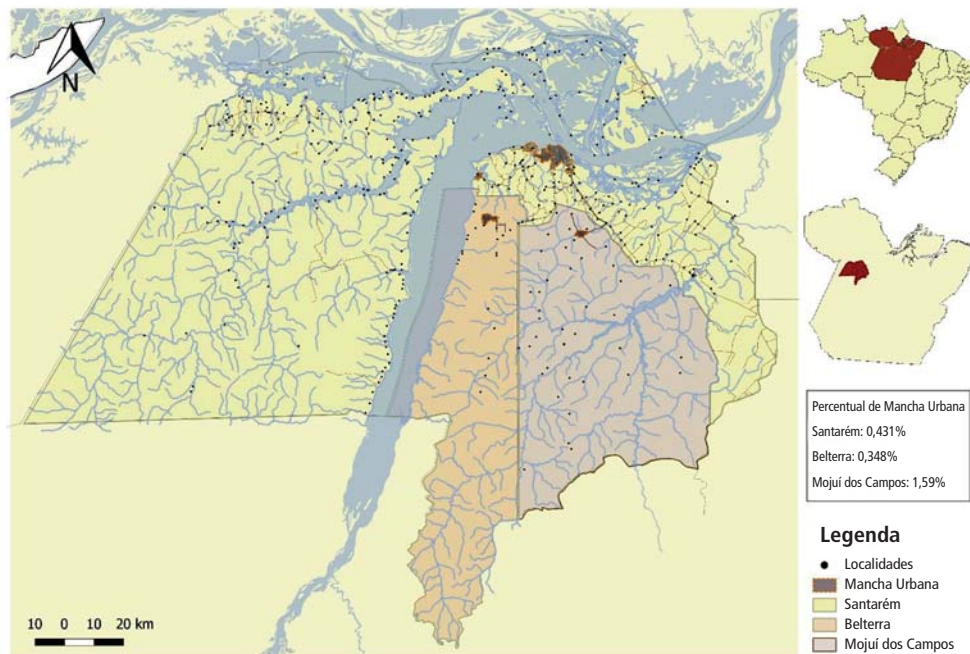 N
10 0 10 20 km
Percentual de Mancha Urbana
Santarém: 0,431%
Belterra: 0,348%
Mojuí dos Campos: 1,59%
Legenda
Localidades
Mancha Urbana
Santarém
Belterra
Mojuí dos Campos